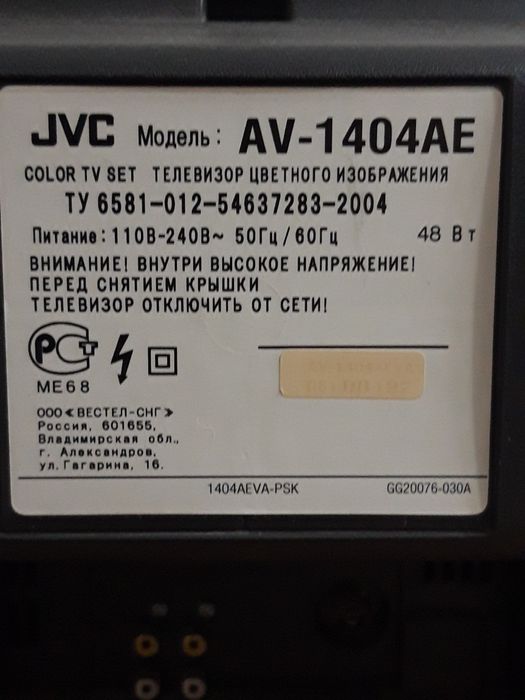 JVC Модель: AV-1404AE
COLOR TV SET ТЕЛЕВИЗОР ЦВЕТНОГО ИЗОБРАЖЕНИЯ
ТУ 6581-012-54637283-2004
Питание: 110В-240В~ 50Гц/60Гц 48 Вт
ВНИМАНИЕ! ВНУТРИ ВЫСОКОЕ НАПРЯЖЕНИЕ!
ПЕРЕД СНЯТИЕМ КРЫШКИ
ТЕЛЕВИЗОР ОТКЛЮЧИТЬ ОТ СЕТИ!
РСТ
МЕ68
ООО «ВЕСТЕЛ-СНГ»
Россия, 601655,
Владимирская обл.,
г. Александров,
ул. Гагарина, 16.
1404AEVA-PSK GG20076-030A